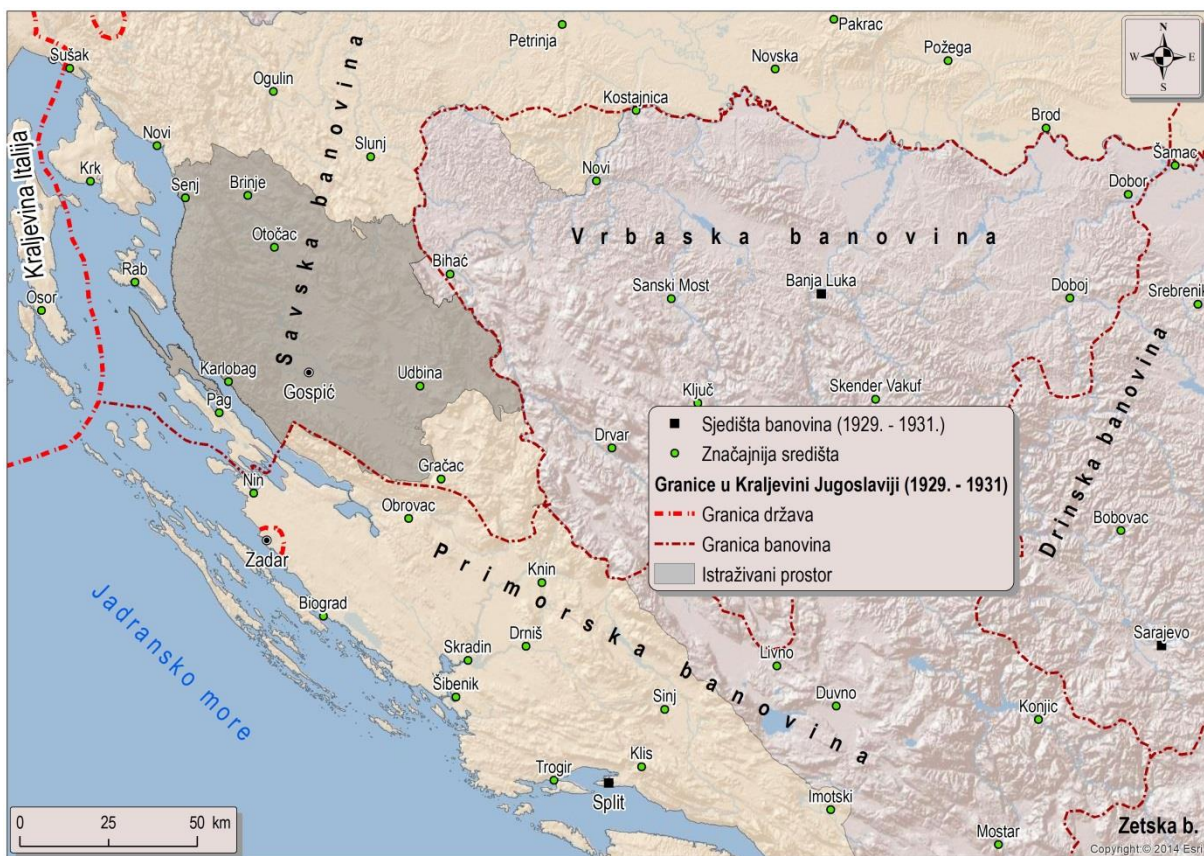 Sušak
Petrinja
Pakrac
Novska
Požega
N
W E
S
Ogulin
Kostajnica
Brod
Novi
Slunj
Šamac
Krk
Novi
Dobor
Senj
Brinje
Otočac
Kraljevina Italija
Savska banovina
Vrbaska banovina
Bihać
Rab
Sanski Most
Banja Luka
Doboj
Srebrenik
Osor
Karlobag
Gospić
Udbina
Pag
Ključ
Skender Vakuf
Drvar
Drinska banovina
Sjedišta banovina (1929. - 1931.)
Značajnija središta
Granice u Kraljevini Jugoslaviji (1929. - 1931)
Granica država
Granica banovina
Istraživani prostor
Gračac
Nin
Obrovac
Bobovac
Zadar
Primorska banovina
Knin
Biograd
Jadransko more
Skradin
Drniš
Sarajevo
Livno
Šibenik
Sinj
Duvno
Konjic
Klis
Trogir
Split
Imotski
Mostar
Zetska b.
0 25 50 km
Copyright:© 2014 Esri